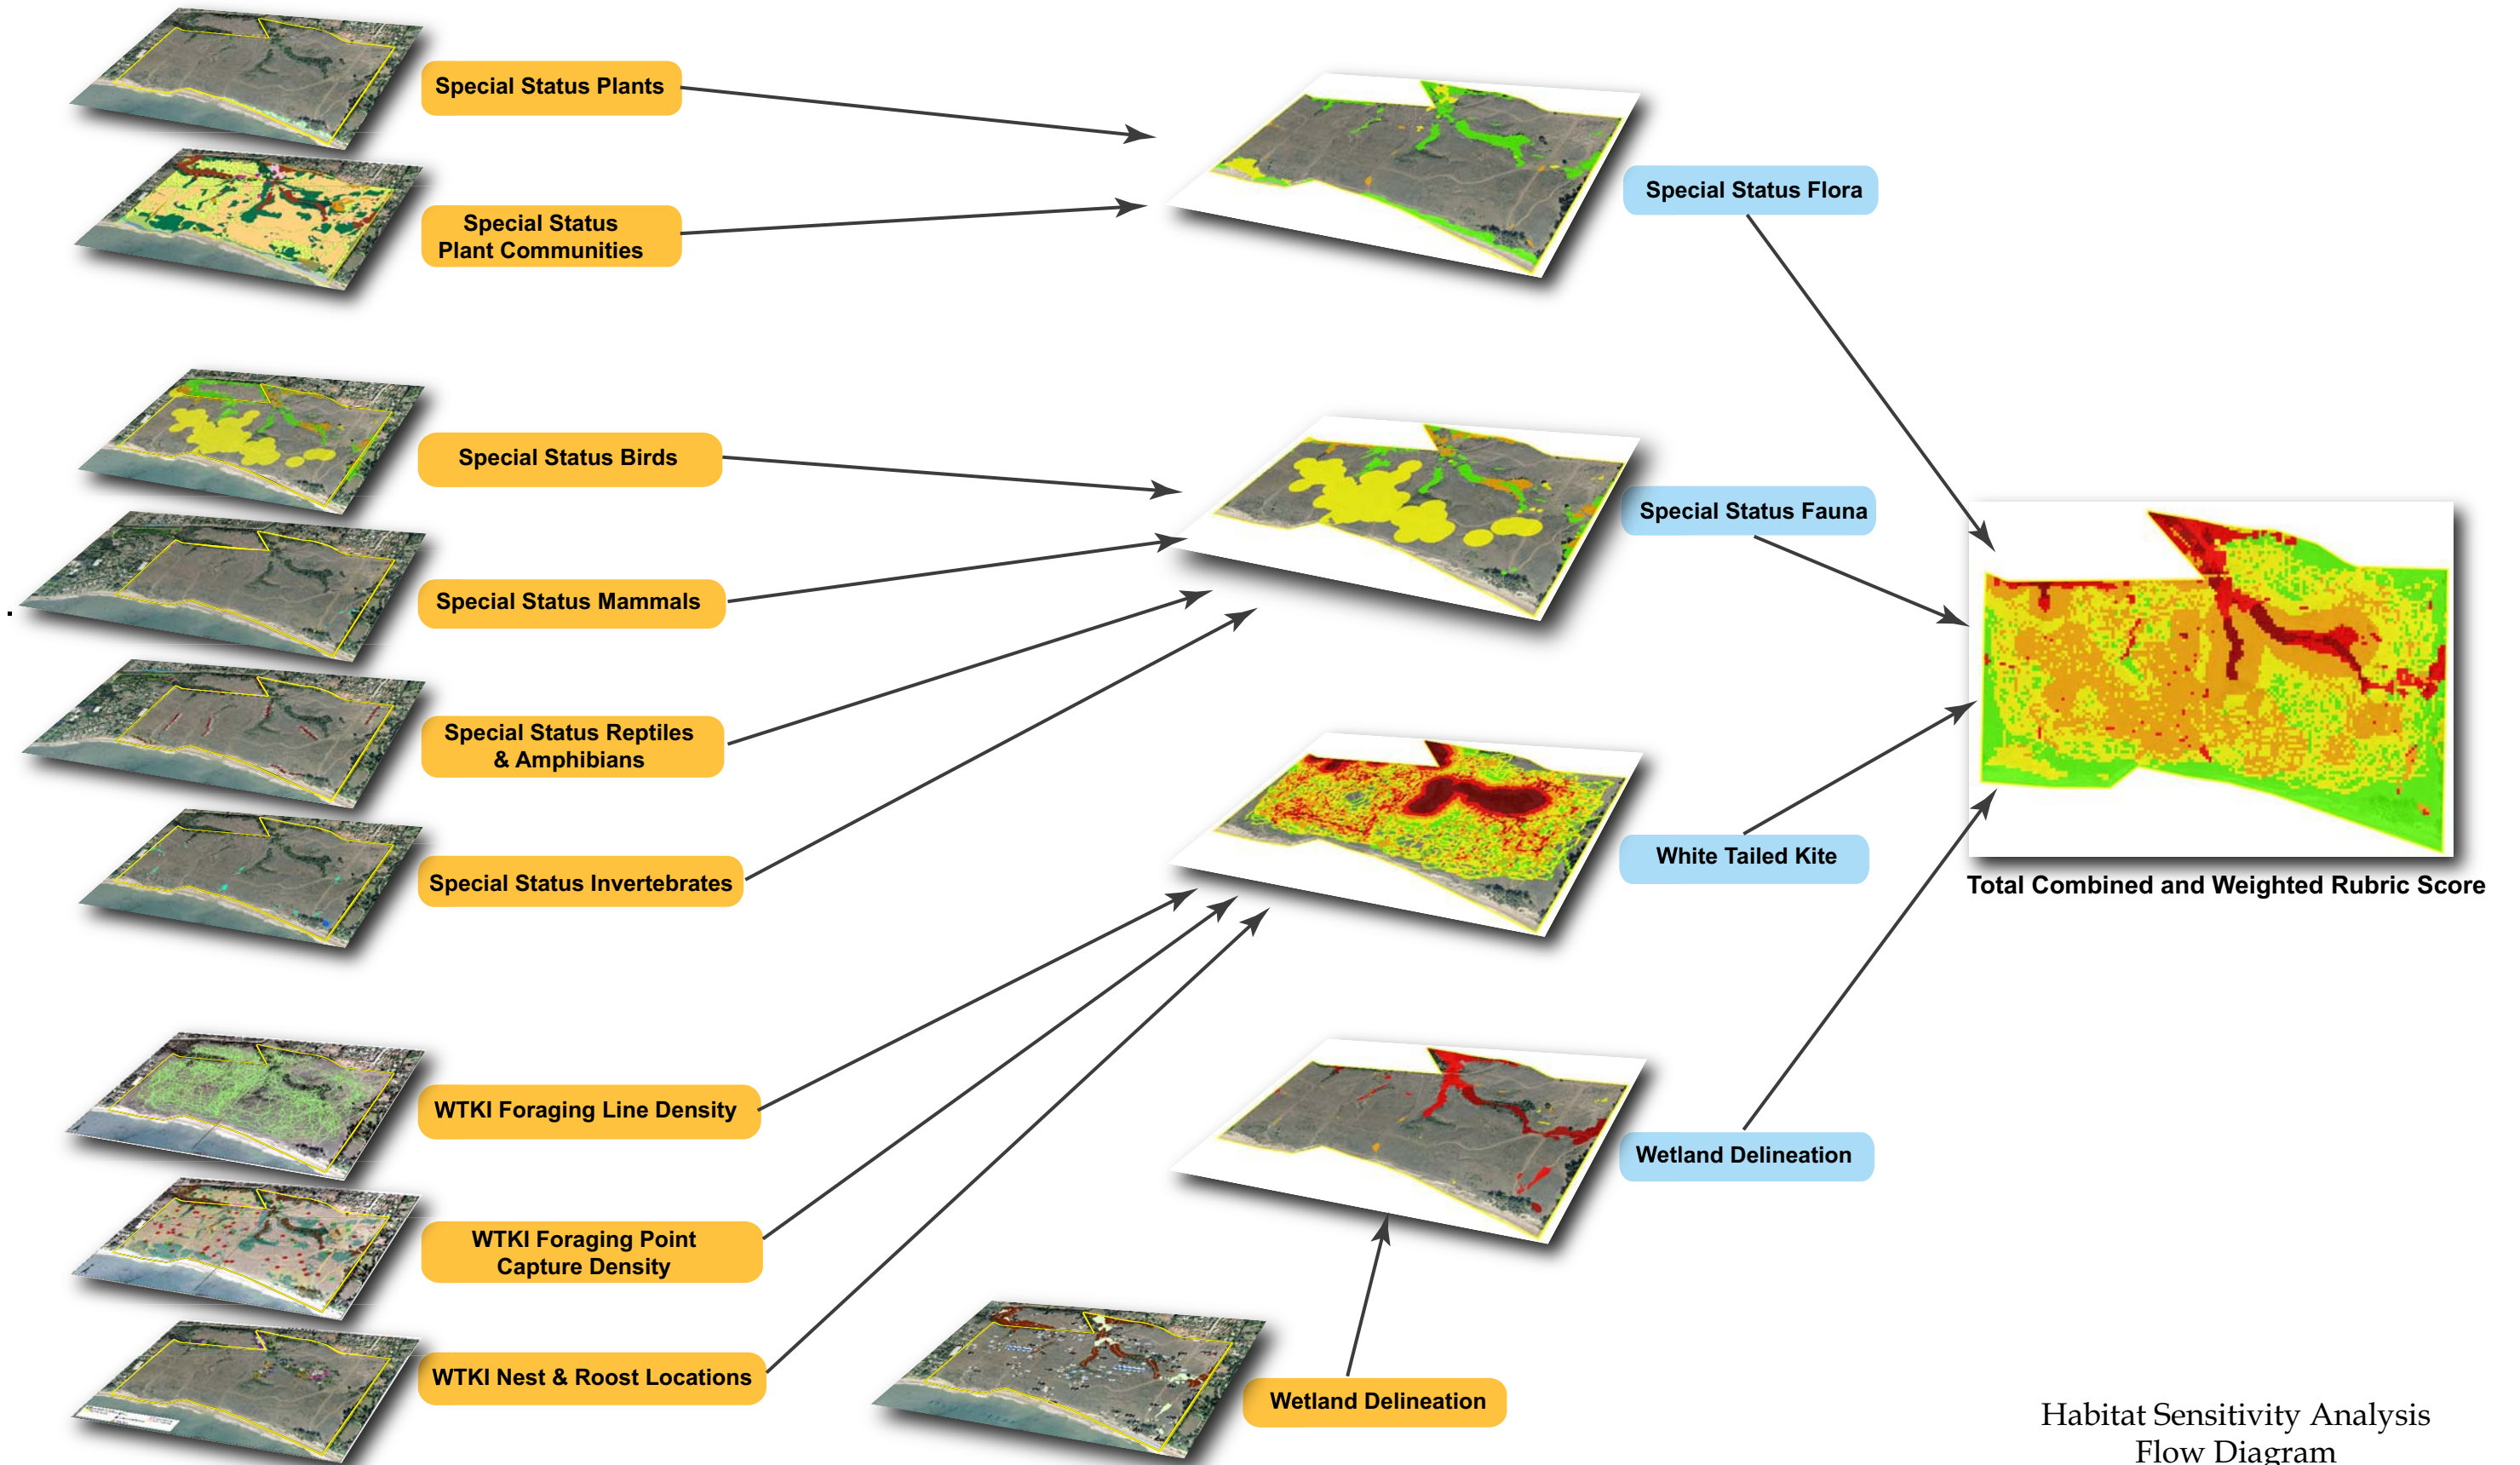 Special Status Plants
Special Status
Plant Communities
Special Status Flora
Special Status Birds
Special Status Mammals
Special Status Reptiles
& Amphibians
Special Status Invertebrates
Special Status Fauna
WTKI Foraging Line Density
WTKI Foraging Point
Capture Density
WTKI Nest & Roost Locations
White Tailed Kite
Wetland Delineation
Wetland Delineation
Total Combined and Weighted Rubric Score
Habitat Sensitivity Analysis
Flow Diagram